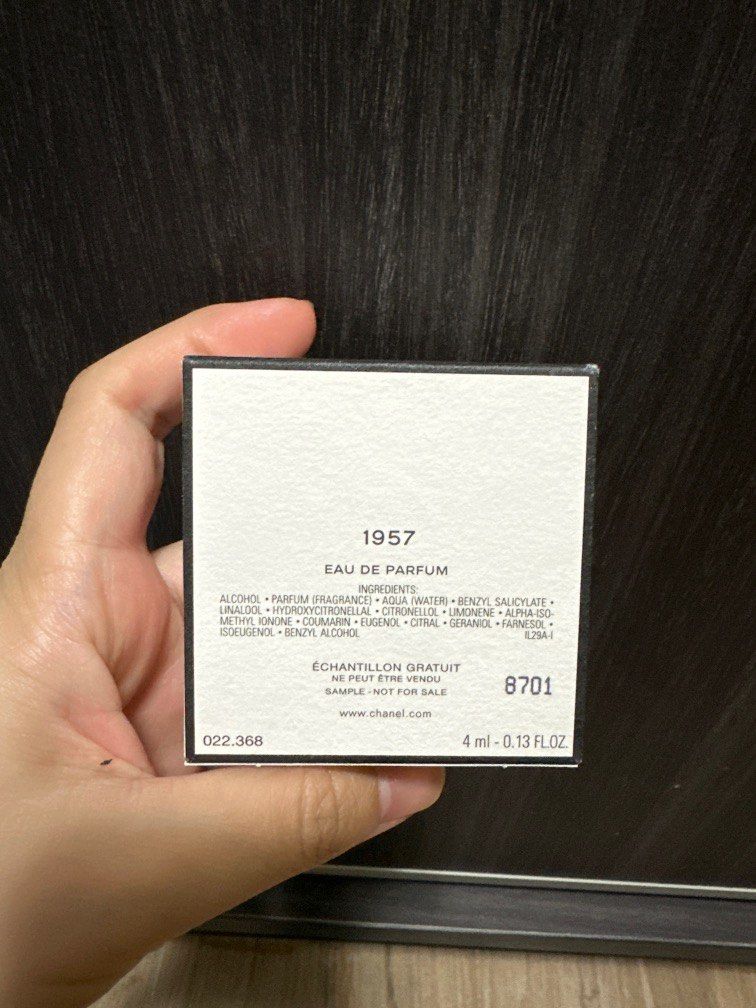 1957
EAU DE PARFUM
INGREDIENTS:
ALCOHOL • PARFUM (FRAGRANCE) • AQUA (WATER) • BENZYL SALICYLATE •
LINALOOL • HYDROXYCITRONELLAL • CITRONELLOL • LIMONENE • ALPHA-ISO-
METHYL IONONE • COUMARIN • EUGENOL • CITRAL • GERANIOL • FARNESOL •
ISOEUGENOL • BENZYL ALCOHOL IL29A-I
ÉCHANTILLON GRATUIT
NE PEUT ÊTRE VENDU
SAMPLE - NOT FOR SALE
8701
www.chanel.com
022.368 4 ml - 0.13 FL.OZ.